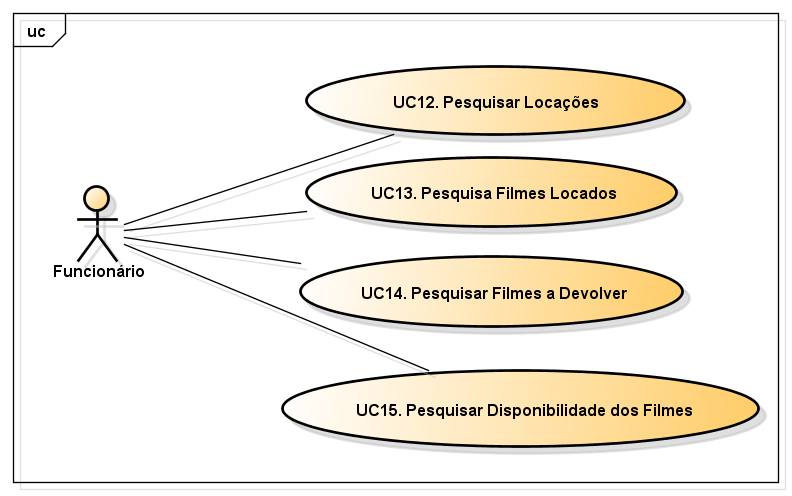 uc
UC12. Pesquisar Locações
UC13. Pesquisa Filmes Locados
Funcionário
UC14. Pesquisar Filmes a Devolver
UC15. Pesquisar Disponibilidade dos Filmes